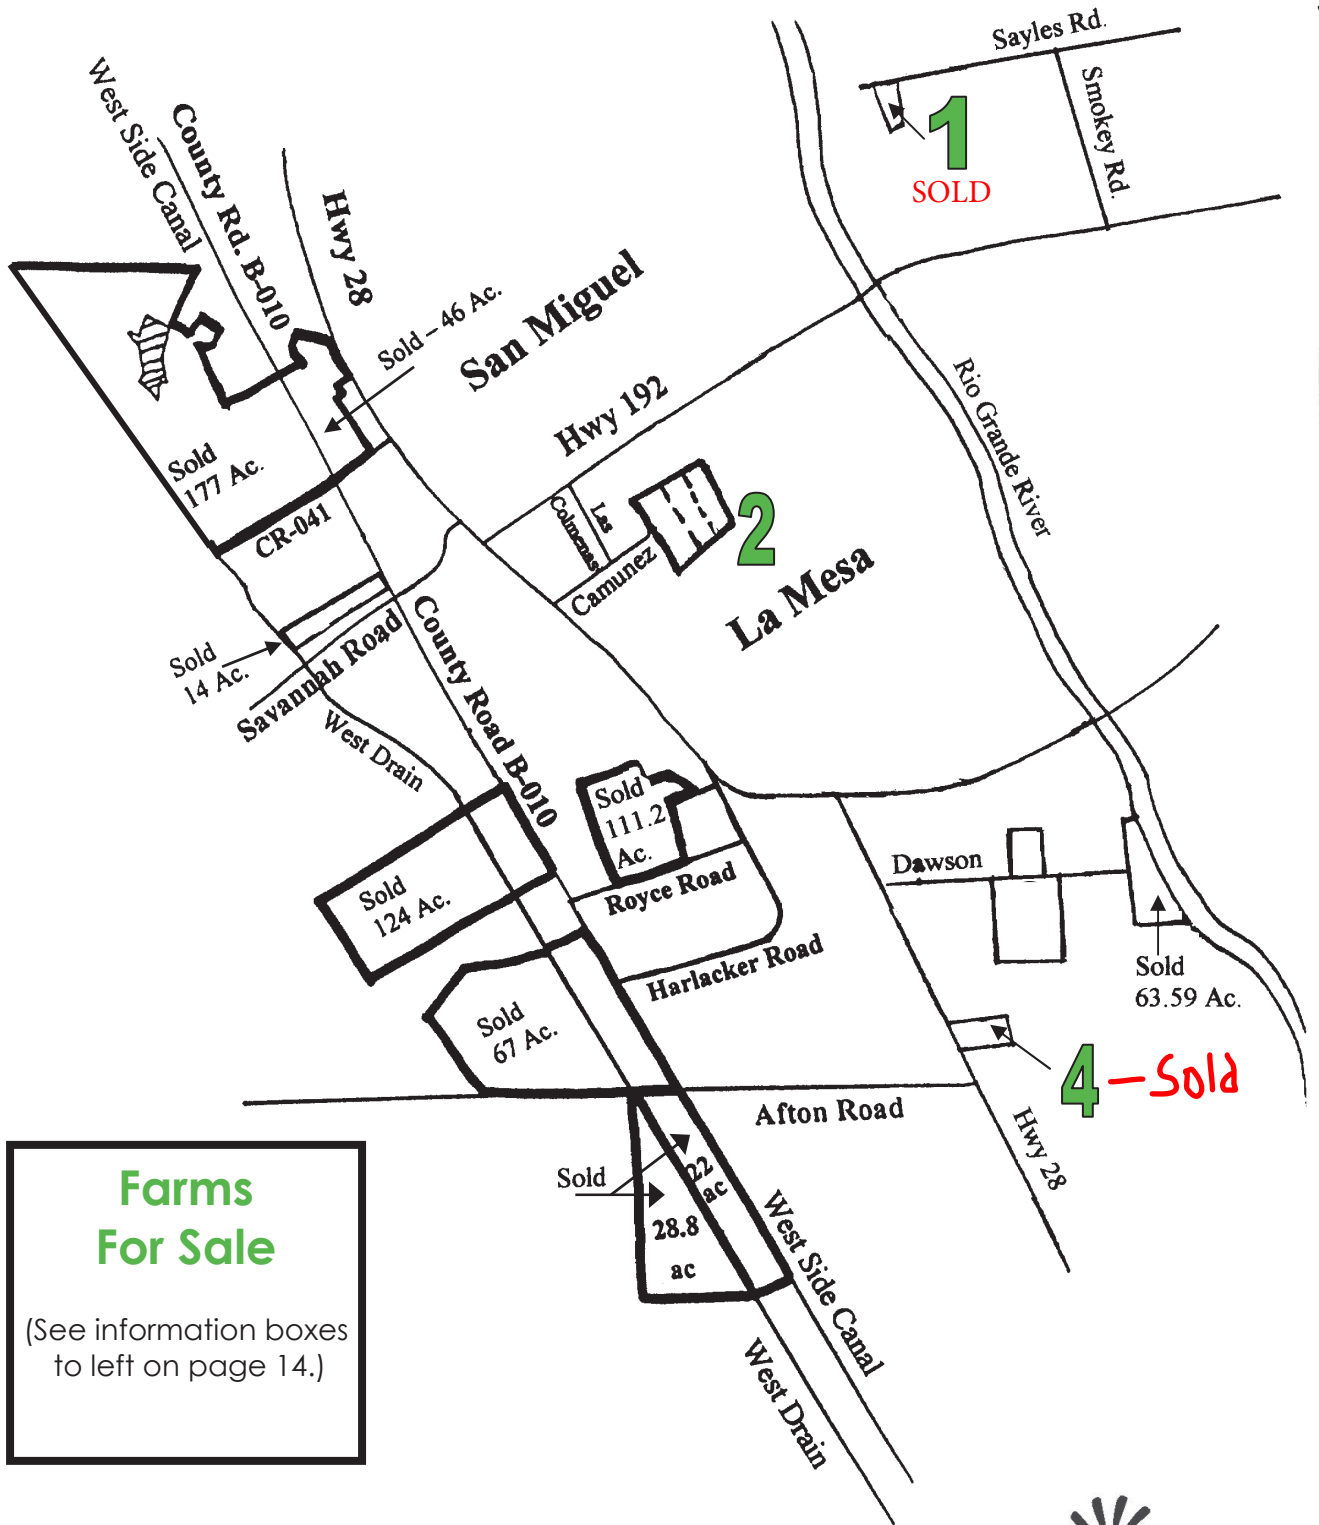 Sayles Rd.
Smokey Rd.
1
SOLD
West Side Canal
County Rd. B-010
Hwy 28
Sold – 46 Ac.
San Miguel
Hwy 192
Rio Grande River
Sold
177 Ac.
CR-041
Las
Colmenas
Camunez
2
La Mesa
Sold
14 Ac.
Savannah Road
County Road B-010
West Drain
Sold
111.2
Ac.
Royce Road
Dawson
Sold
124 Ac.
Harlacker Road
Sold
63.59 Ac.
Sold
67 Ac.
4 – Sold
Afton Road
Hwy 28
Sold
22
ac
28.8
ac
West Side Canal
West Drain
Farms
For Sale
(See information boxes
to left on page 14.)